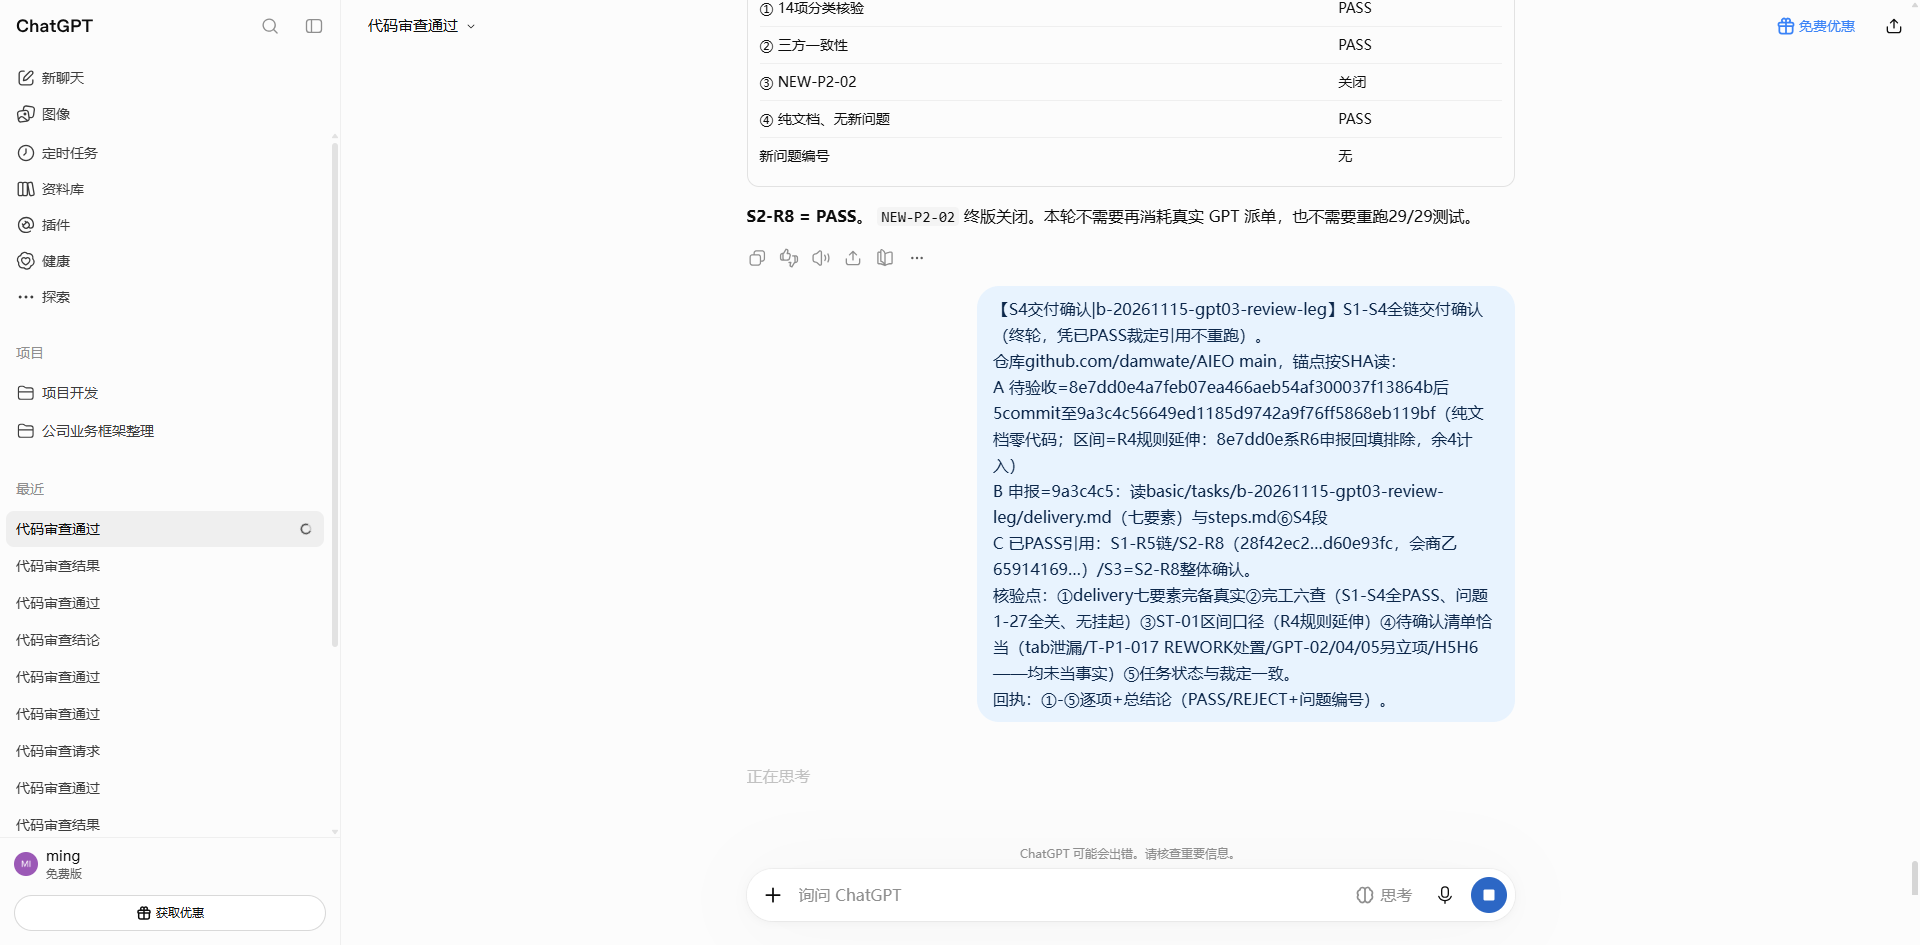 ChatGPT
新聊天
图像
定时任务
资料库
插件
健康
探索
项目
项目开发
公司业务框架整理
最近
代码审查通过
代码审查结果
代码审查通过
代码审查结论
代码审查通过
代码审查通过
代码审查请求
代码审查通过
代码审查结果
MI
ming
免费版
获取优惠
代码审查通过
免费优惠
① 14项分类核验 PASS
② 三方一致性 PASS
③ NEW-P2-02 关闭
④ 纯文档、无新问题 PASS
新问题编号 无
S2-R8 = PASS。 NEW-P2-02 终版关闭。本轮不需要再消耗真实 GPT 派单，也不需要重跑29/29测试。
【S4交付确认|b-20261115-gpt03-review-leg】S1-S4全链交付确认
（终轮，凭已PASS裁定引用不重跑）。
仓库github.com/damwate/AIEO main，锚点按SHA读：
A 待验收=8e7dd0e4a7feb07ea466aeb54af300037f13864b后
5commit至9a3c4c56649ed1185d9742a9f76ff5868eb119bf（纯文
档零代码；区间=R4规则延伸：8e7dd0e系R6申报回填排除，余4计
入）
B 申报=9a3c4c5：读basic/tasks/b-20261115-gpt03-review-
leg/delivery.md（七要素）与steps.md⑥S4段
C 已PASS引用：S1-R5链/S2-R8（28f42ec2…d60e93fc，会商乙
65914169…）/S3=S2-R8整体确认。
核验点：①delivery七要素完备真实②完工六查（S1-S4全PASS、问题
1-27全关、无挂起）③ST-01区间口径（R4规则延伸）④待确认清单恰
当（tab泄漏/T-P1-017 REWORK处置/GPT-02/04/05另立项/H5H6
——均未当事实）⑤任务状态与裁定一致。
回执：①-⑤逐项+总结论（PASS/REJECT+问题编号）。
正在思考
ChatGPT 可能会出错。请核查重要信息。
询问 ChatGPT
思考